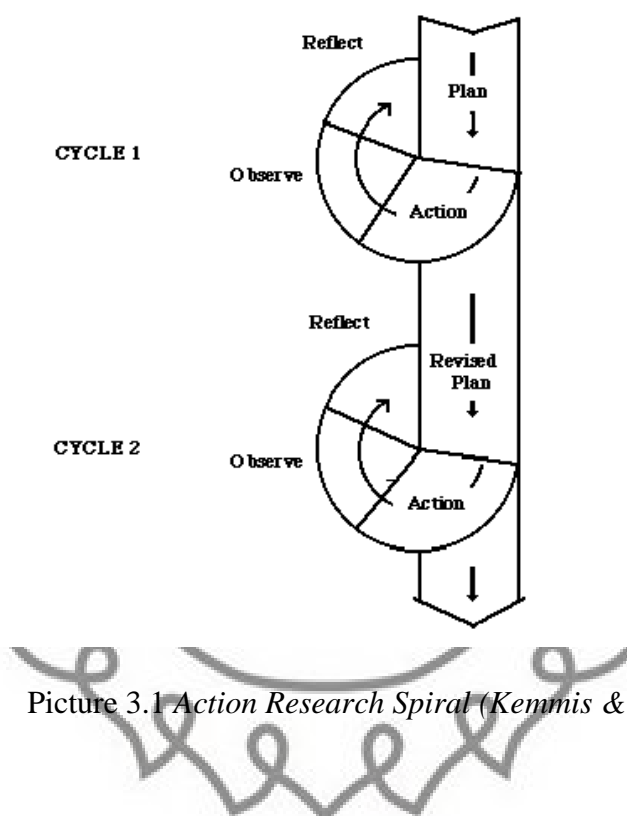 Reflect
Plan
CYCLE 1
Observe
Action
Reflect
Revised
Plan
CYCLE 2
Observe
Action
Picture 3.1 Action Research Spiral (Kemmis &